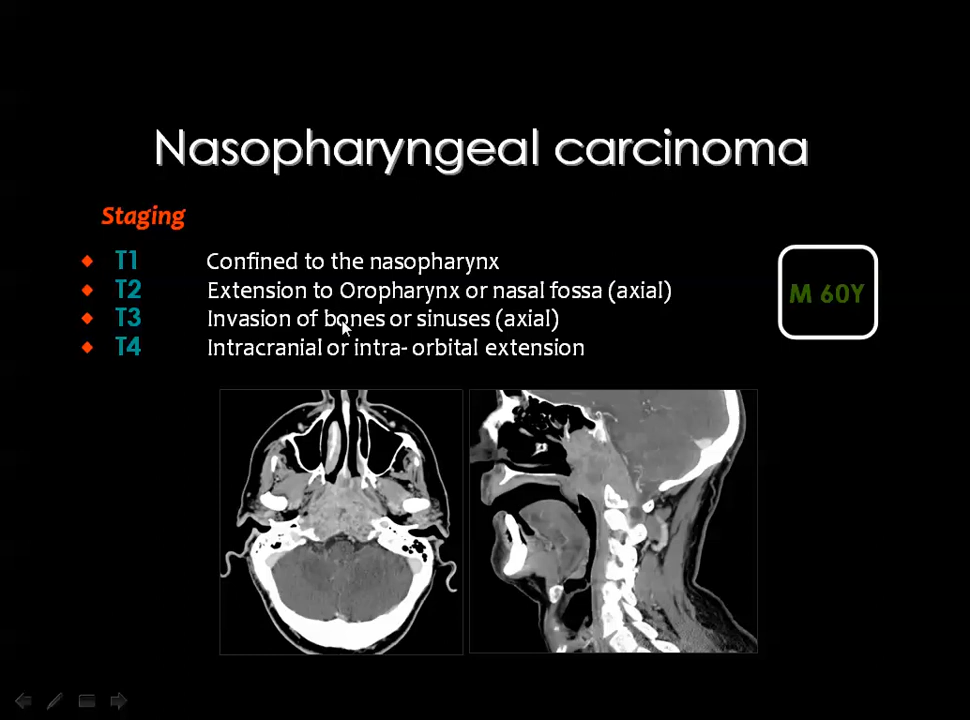 Nasopharyngeal carcinoma
Staging
T1 Confined to the nasopharynx
T2 Extension to Oropharynx or nasal fossa (axial)
T3 Invasion of bones or sinuses (axial)
T4 Intracranial or intra- orbital extension
M 60Y